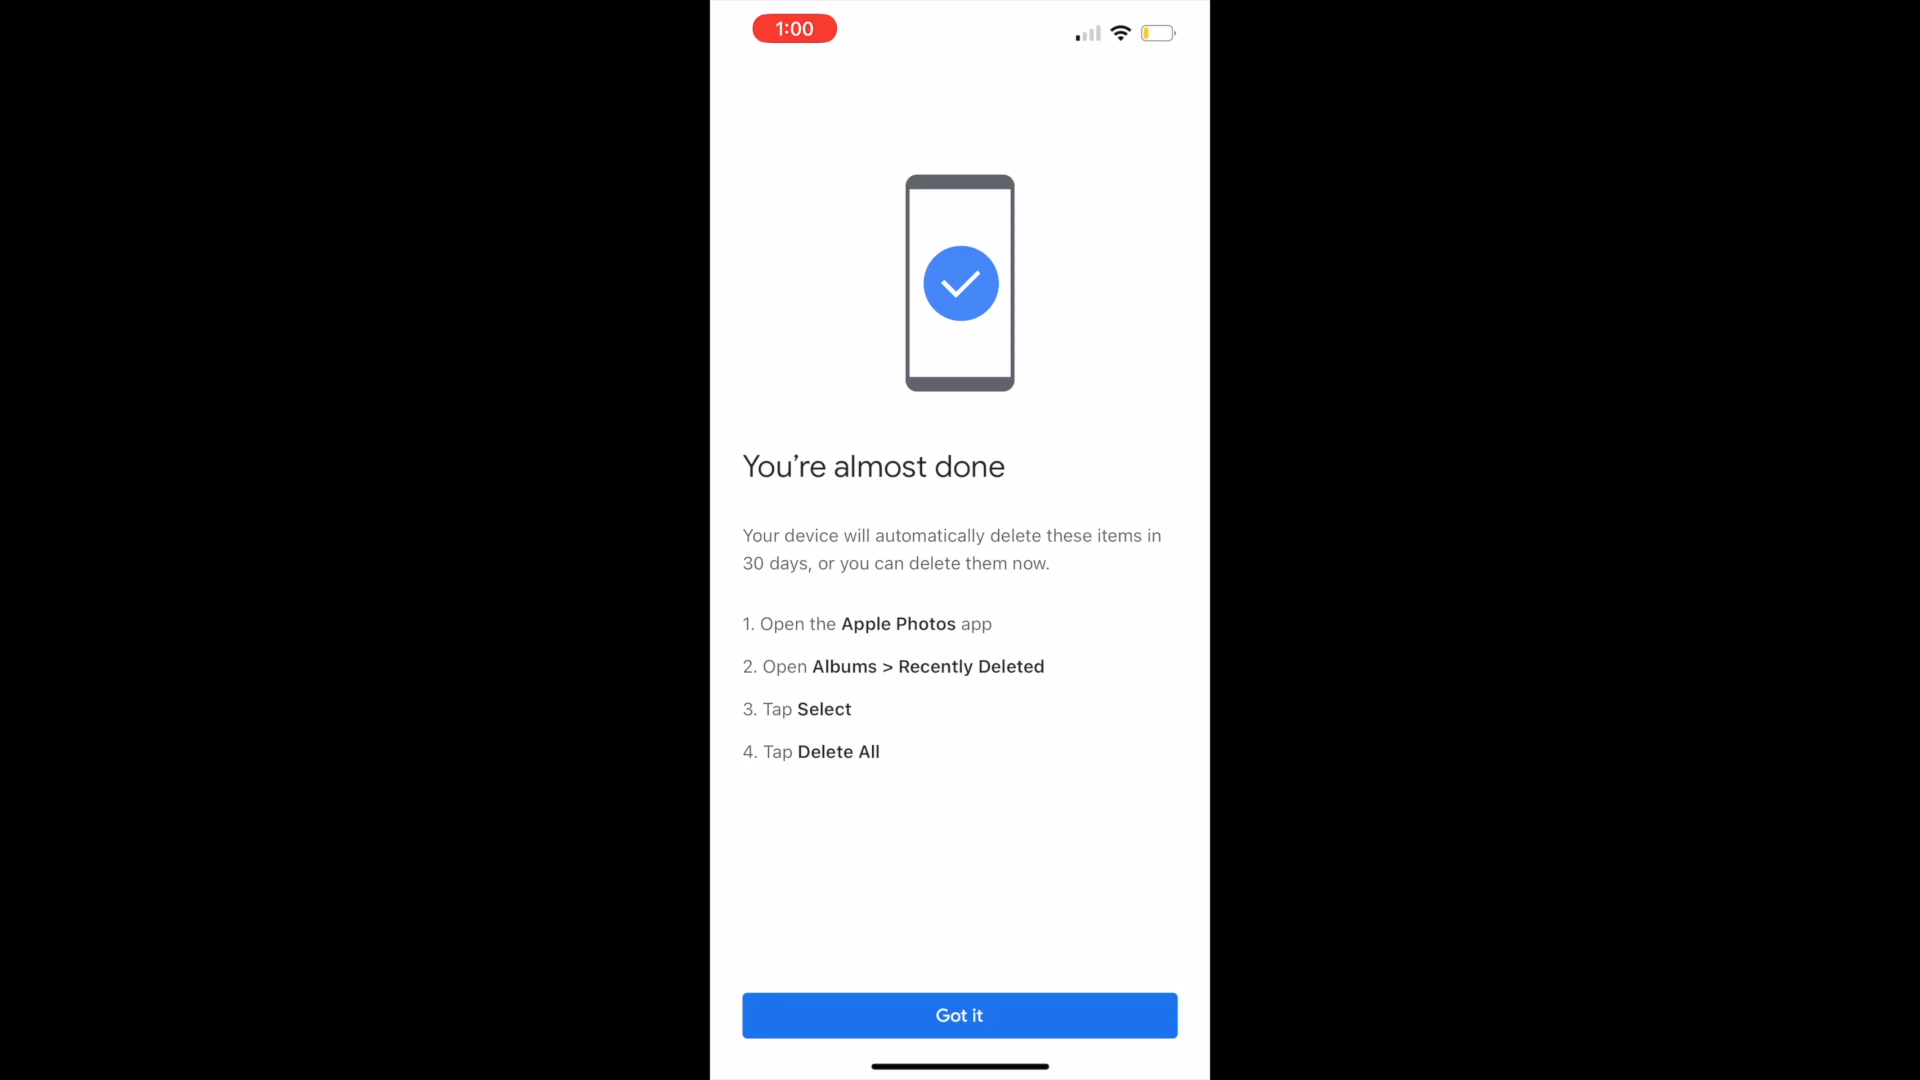 1:00
You’re almost done
Your device will automatically delete these items in
30 days, or you can delete them now.
1. Open the Apple Photos app
2. Open Albums > Recently Deleted
3. Tap Select
4. Tap Delete All
Got it